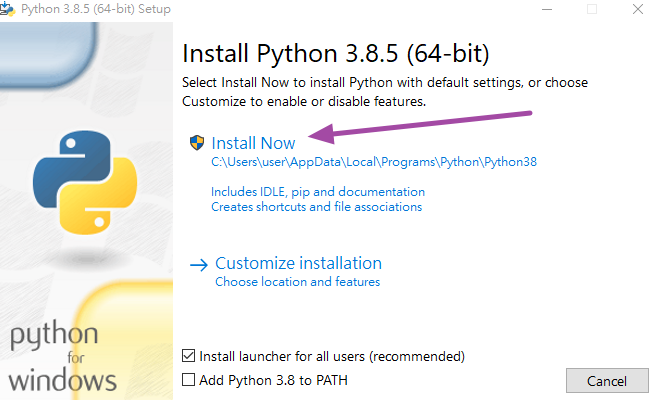 Python 3.8.5 (64-bit) Setup
Install Python 3.8.5 (64-bit)
Select Install Now to install Python with default settings, or choose
Customize to enable or disable features.
Install Now
C:\Users\user\AppData\Local\Programs\Python\Python38
Includes IDLE, pip and documentation
Creates shortcuts and file associations
Customize installation
Choose location and features
python
for
windows
Install launcher for all users (recommended)
Add Python 3.8 to PATH
Cancel